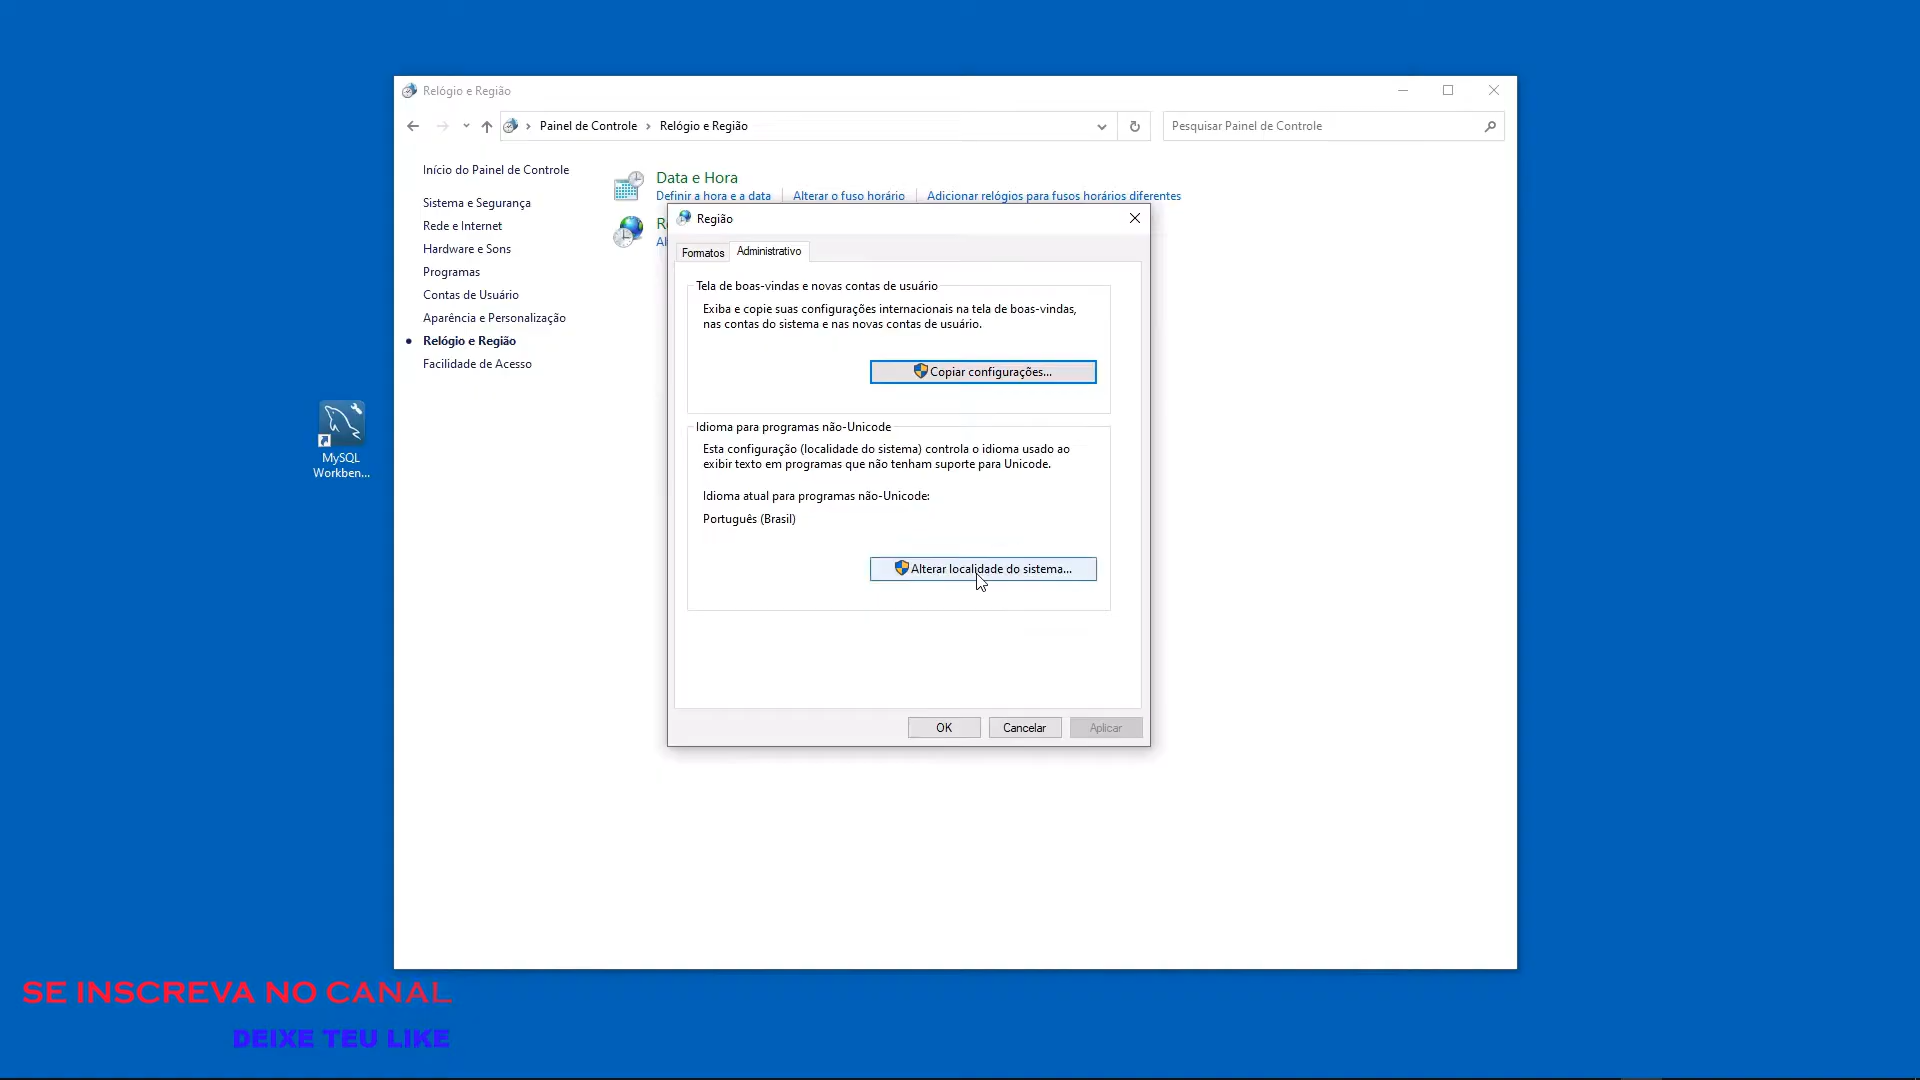 Relógio e Região
Painel de Controle
Relógio e Região
Pesquisar Painel de Controle
Início do Painel de Controle
Sistema e Segurança
Rede e Internet
Hardware e Sons
Programas
Contas de Usuário
Aparência e Personalização
Relógio e Região
Facilidade de Acesso
Data e Hora
Definir a hora e a data
Alterar o fuso horário
Adicionar relógios para fusos horários diferentes
Região
Formatos
Administrativo
Tela de boas-vindas e novas contas de usuário
Exiba e copie suas configurações internacionais na tela de boas-vindas,
nas contas do sistema e nas novas contas de usuário.
Copiar configurações...
Idioma para programas não-Unicode
Esta configuração (localidade do sistema) controla o idioma usado ao
exibir texto em programas que não tenham suporte para Unicode.
Idioma atual para programas não-Unicode:
Português (Brasil)
Alterar localidade do sistema...
OK
Cancelar
Aplicar
MySQL
Workben...
SE INSCREVA NO CANAL
DEIXE TEU LIKE